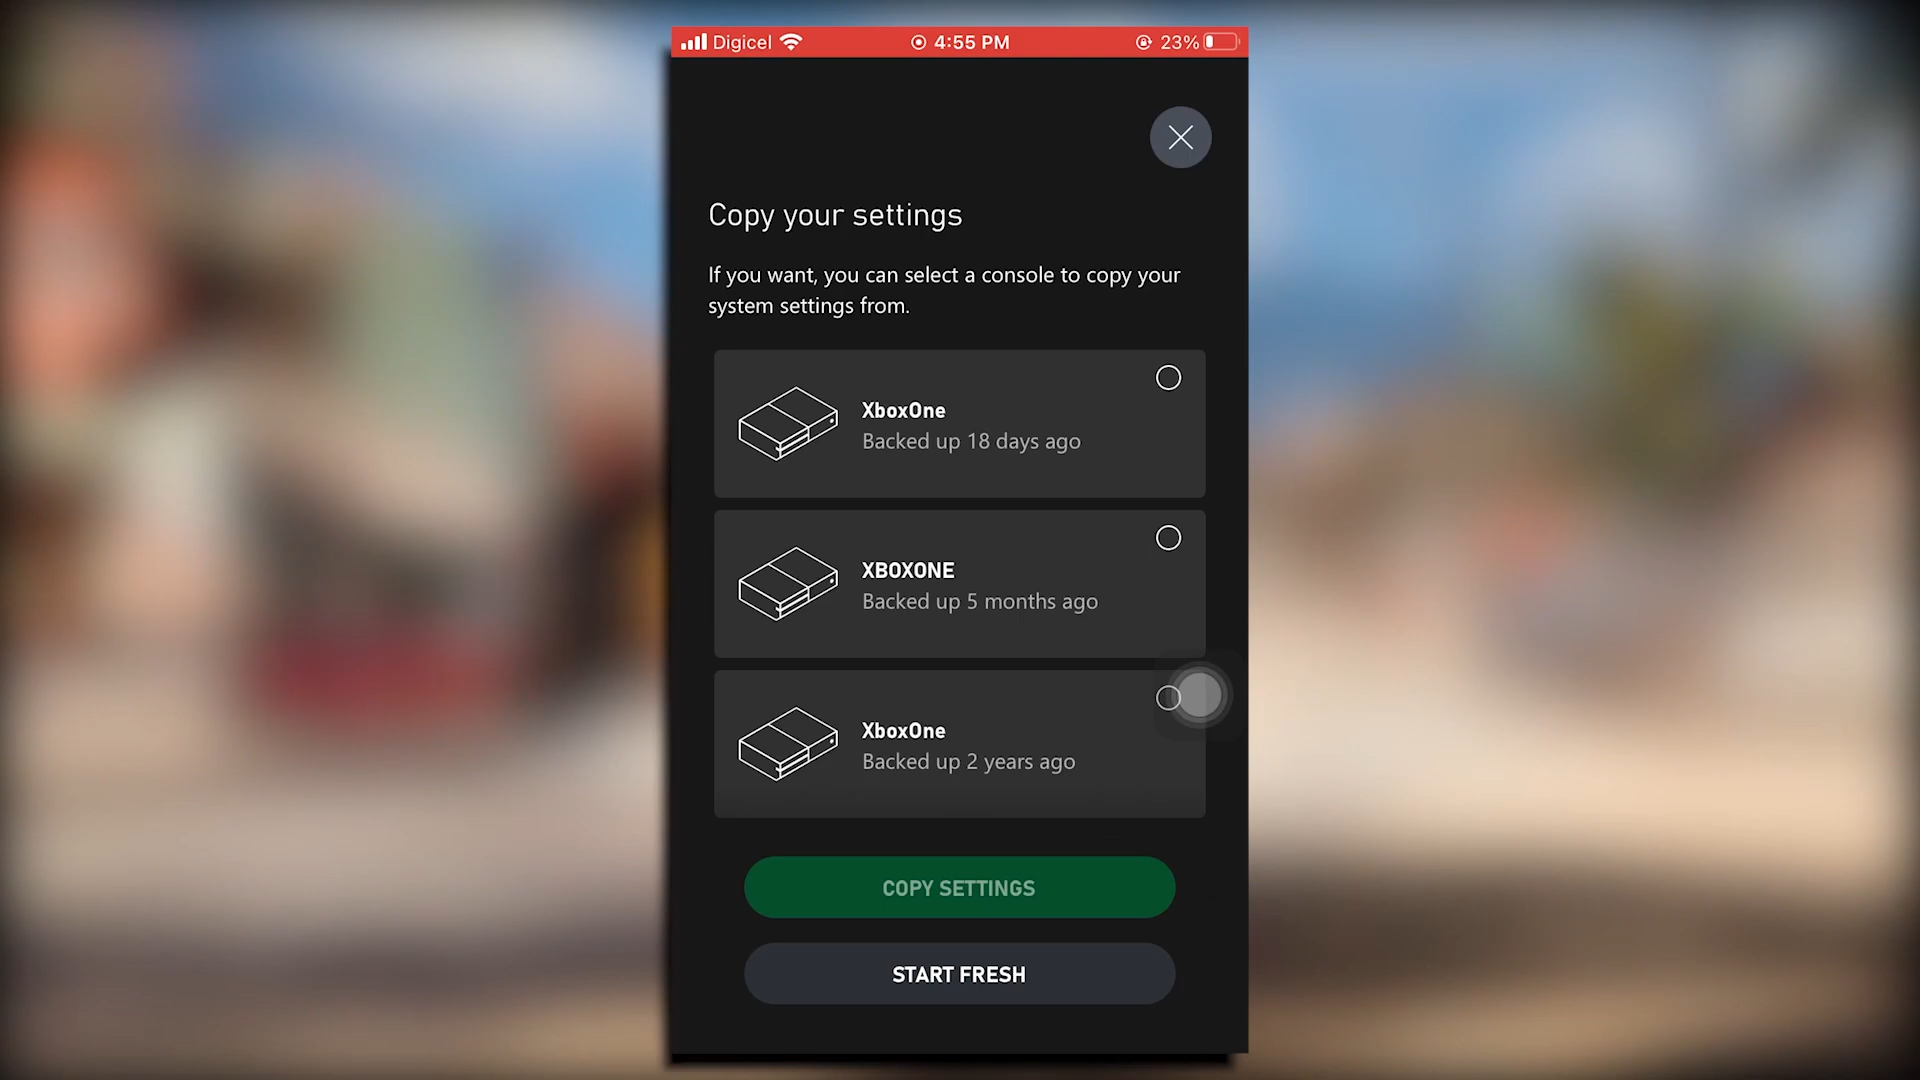 Digicel 4:55 PM 23%
Copy your settings
If you want, you can select a console to copy your
system settings from.
XboxOne
Backed up 18 days ago
XBOXONE
Backed up 5 months ago
XboxOne
Backed up 2 years ago
COPY SETTINGS
START FRESH